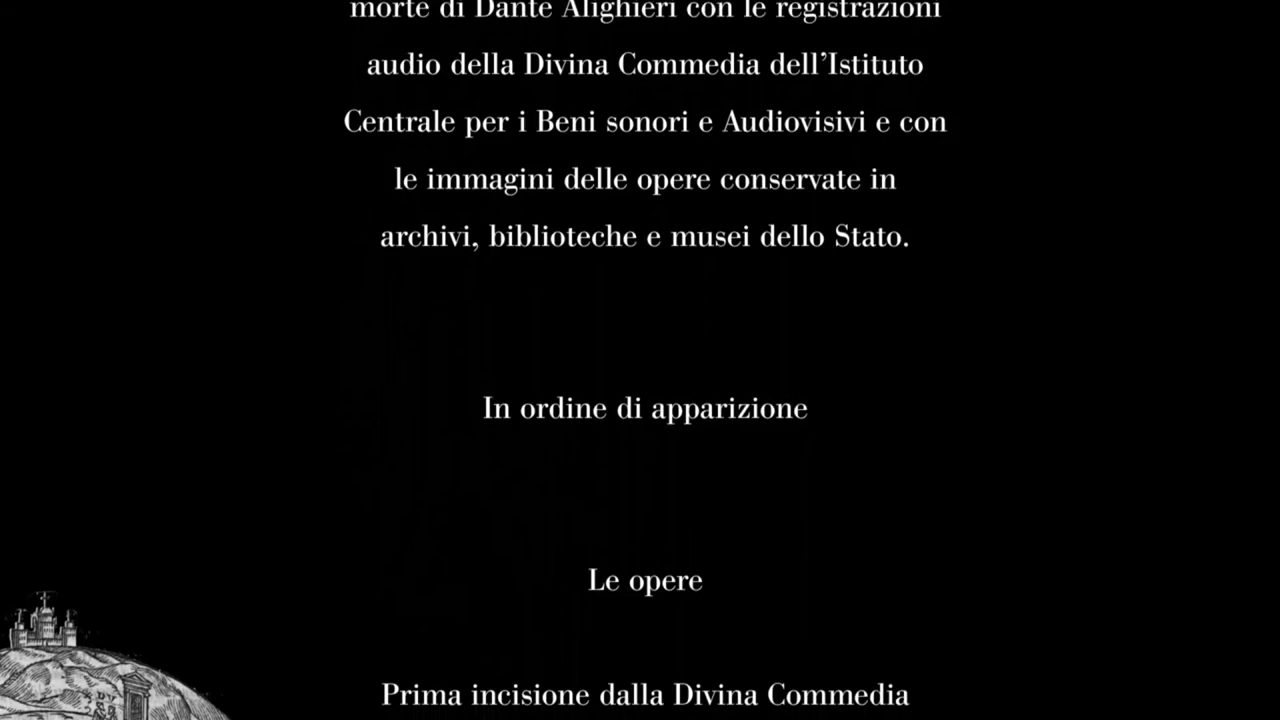 morte di Dante Alighieri con le registrazioni
audio della Divina Commedia dell’Istituto
Centrale per i Beni sonori e Audiovisivi e con
le immagini delle opere conservate in
archivi, biblioteche e musei dello Stato.
In ordine di apparizione
Le opere
Prima incisione dalla Divina Commedia